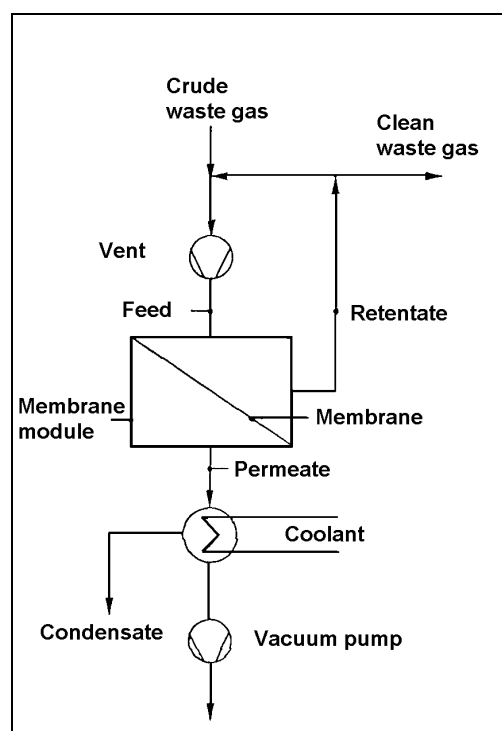 Crude
waste gas
Clean
waste gas
Vent
Feed
Retentate
Membrane
module
Membrane
Permeate
Coolant
Condensate
Vacuum pump